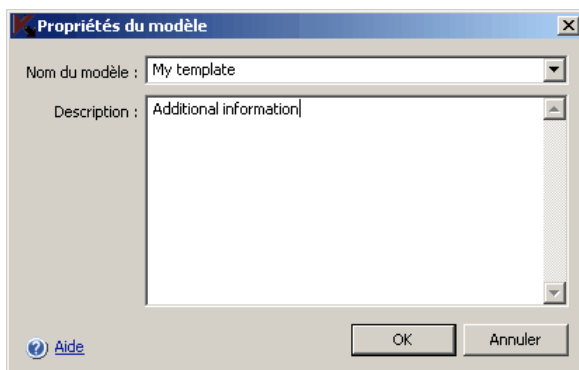 Propriétés du modèle
Nom du modèle : My template
Description : Additional information
Aide
OK
Annuler